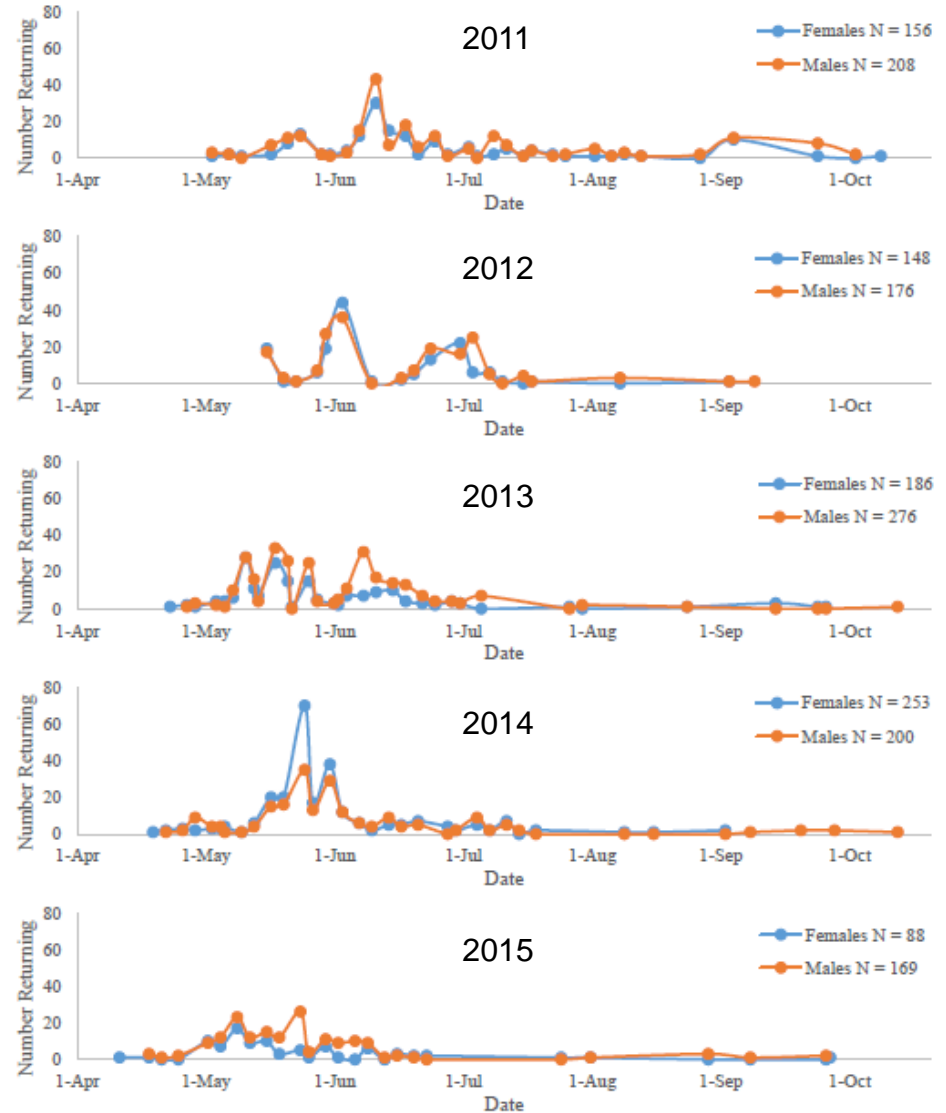 80
2011
Females N = 156
60
Males N = 208
40
20
0
1-Apr 1-May 1-Jun 1-Jul 1-Aug 1-Sep 1-Oct
Date
Number Returning
80
2012
Females N = 148
60
Males N = 176
40
20
0
1-Apr 1-May 1-Jun 1-Jul 1-Aug 1-Sep 1-Oct
Date
Number Returning
80
2013
Females N = 186
60
Males N = 276
40
20
0
1-Apr 1-May 1-Jun 1-Jul 1-Aug 1-Sep 1-Oct
Date
Number Returning
80
2014
Females N = 253
60
Males N = 200
40
20
0
1-Apr 1-May 1-Jun 1-Jul 1-Aug 1-Sep 1-Oct
Date
Number Returning
80
2015
Females N = 88
60
Males N = 169
40
20
0
1-Apr 1-May 1-Jun 1-Jul 1-Aug 1-Sep 1-Oct
Date
Number Returning